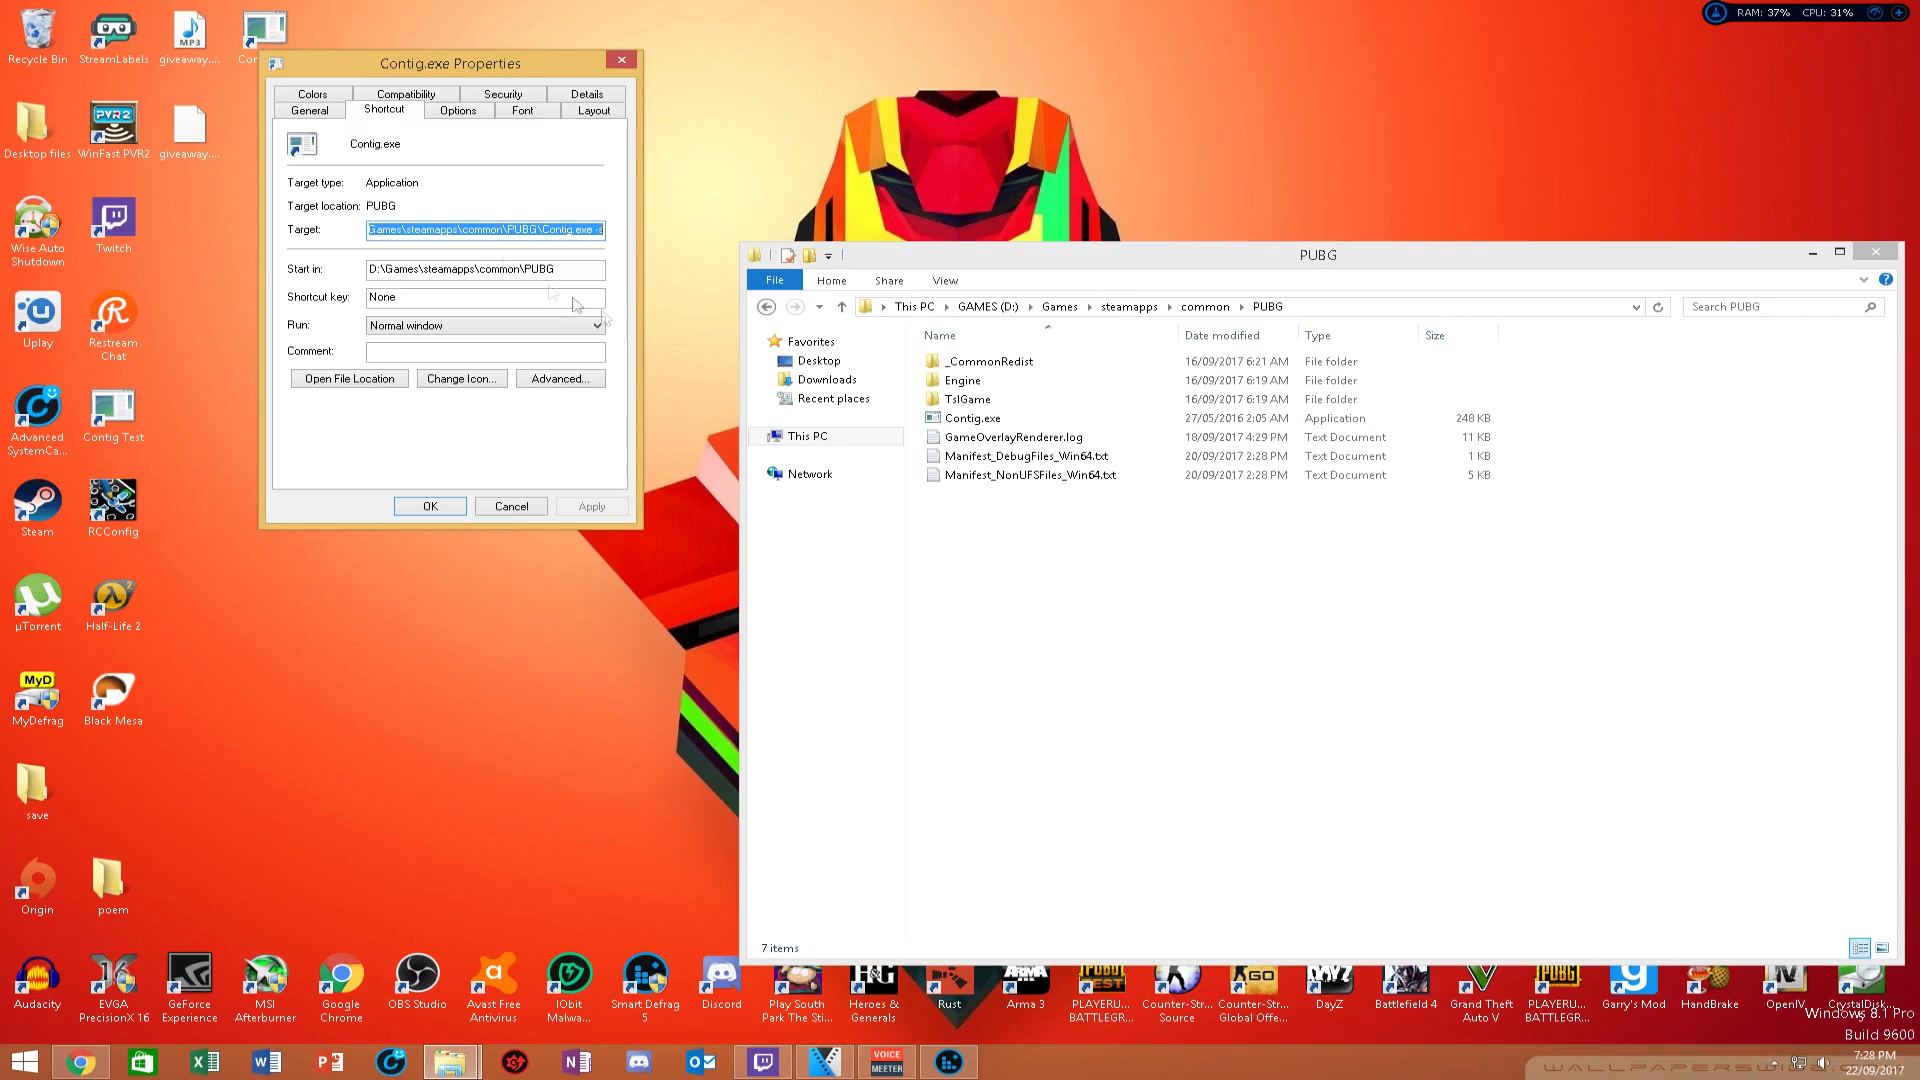 RAM: 37% CPU: 31%
Recycle Bin
StreamLabels
giveaway....
MP3
Contig.exe Properties
Colors
Compatibility
Security
Details
General
Shortcut
Options
Font
Layout
Contig.exe
Target type: Application
Target location: PUBG
Target: Games\steamapps\common\PUBG\Contig.exe -s
Start in: D:\Games\steamapps\common\PUBG
Shortcut key: None
Run: Normal window
Comment:
Open File Location
Change Icon...
Advanced...
OK
Cancel
Apply
PUBG
File
Home
Share
View
This PC
GAMES (D:)
Games
steamapps
common
PUBG
Search PUBG
Name
Date modified
Type
Size
Favorites
Desktop
Downloads
Recent places
This PC
Network
_CommonRedist 16/09/2017 6:21 AM File folder
Engine 16/09/2017 6:19 AM File folder
TslGame 16/09/2017 6:19 AM File folder
Contig.exe 27/05/2016 2:05 AM Application 248 KB
GameOverlayRenderer.log 18/09/2017 4:29 PM Text Document 11 KB
Manifest_DebugFiles_Win64.txt 20/09/2017 2:28 PM Text Document 1 KB
Manifest_NonUFSFiles_Win64.txt 20/09/2017 2:28 PM Text Document 5 KB
7 items
Desktop files
PVR2
WinFast PVR2
giveaway....
Wise Auto
Shutdown
Twitch
Uplay
Restream
Chat
Advanced
SystemCa...
Contig Test
Steam
RCConfig
µTorrent
Half-Life 2
MyD
MyDefrag
Black Mesa
save
Origin
poem
Audacity
EVGA
PrecisionX 16
GeForce
Experience
MSI
Afterburner
Google
Chrome
OBS Studio
Avast Free
Antivirus
IObit
Malwa...
Smart Defrag
5
Discord
Play South
Park The Sti...
Heroes &
Generals
Rust
Arma 3
PLAYERU...
BATTLEGR...
Counter-Str...
Source
Counter-Str...
Global Offe...
DayZ
Battlefield 4
Grand Theft
Auto V
PLAYERU...
BATTLEGR...
Garry's Mod
HandBrake
OpenIV
CrystalDisk...
Windows 8.1 Pro
Build 9600
VOICE
MEETER
7:28 PM
22/09/2017